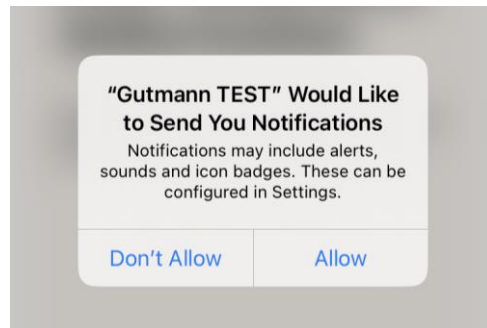 “Gutmann TEST” Would Like
to Send You Notifications
Notifications may include alerts,
sounds and icon badges. These can be
configured in Settings.
Don’t Allow
Allow